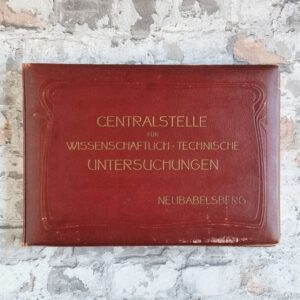 CENTRALSTELLE
FÜR
WISSENSCHAFTLICH-TECHNISCHE
UNTERSUCHUNGEN
NEUBABELSBERG